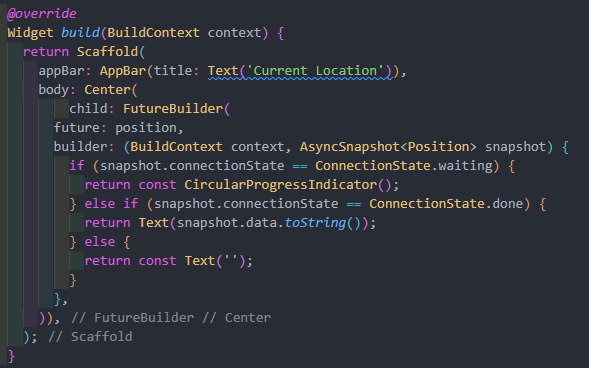 @override
Widget build(BuildContext context) {
  return Scaffold(
    appBar: AppBar(title: Text('Current Location')),
    body: Center(
        child: FutureBuilder(
      future: position,
      builder: (BuildContext context, AsyncSnapshot<Position> snapshot) {
        if (snapshot.connectionState == ConnectionState.waiting) {
          return const CircularProgressIndicator();
        } else if (snapshot.connectionState == ConnectionState.done) {
          return Text(snapshot.data.toString());
        } else {
          return const Text('');
        }
      },
    )), // FutureBuilder // Center
  ); // Scaffold
}